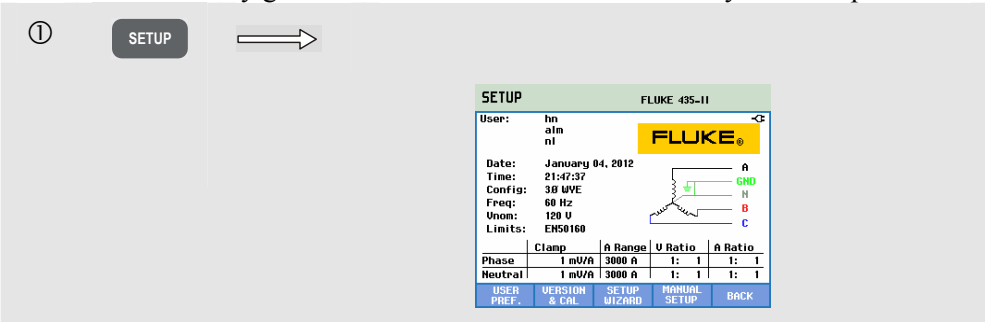 ①
SETUP
SETUP FLUKE 435-II
User: hn
alm
nl
FLUKE®
Date: January 04, 2012
Time: 21:47:37
Config: 3Ø WYE
Freq: 60 Hz
Vnom: 120 V
Limits: EN50160
A
GND
N
B
C
Clamp A Range V Ratio A Ratio
Phase 1 mV/A 3000 A 1: 1 1: 1
Neutral 1 mV/A 3000 A 1: 1 1: 1
USER PREF. VERSION & CAL SETUP WIZARD MANUAL SETUP BACK